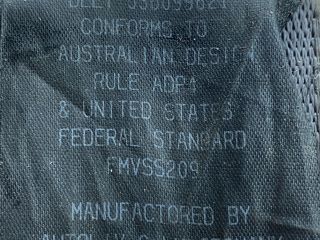 CONFORMS TO
AUSTRALIAN DESIGN
RULE ADR4
& UNITED STATES
FEDERAL STANDARD
FMVSS209
MANUFACTURED BY